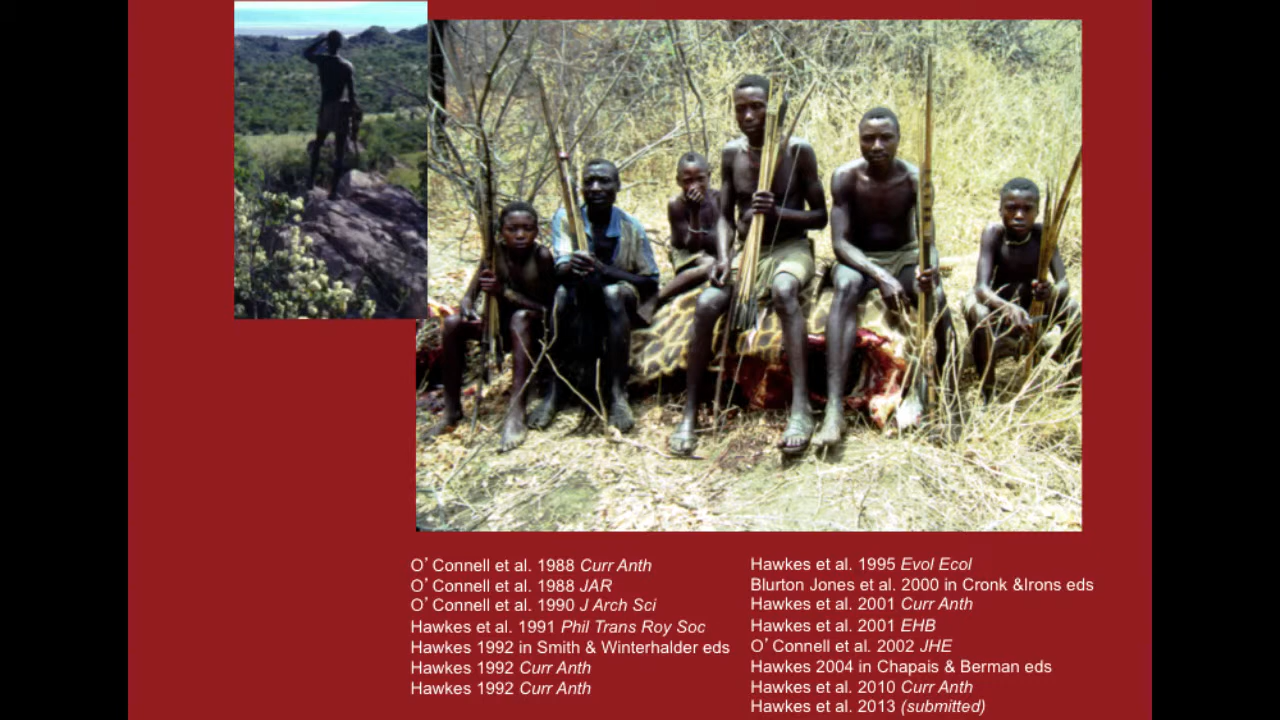 O’ Connell et al. 1988 Curr Anth
O’ Connell et al. 1988 JAR
O’ Connell et al. 1990 J Arch Sci
Hawkes et al. 1991 Phil Trans Roy Soc
Hawkes 1992 in Smith & Winterhalder eds
Hawkes 1992 Curr Anth
Hawkes 1992 Curr Anth
Hawkes et al. 1995 Evol Ecol
Blurton Jones et al. 2000 in Cronk &Irons eds
Hawkes et al. 2001 Curr Anth
Hawkes et al. 2001 EHB
O’ Connell et al. 2002 JHE
Hawkes 2004 in Chapais & Berman eds
Hawkes et al. 2010 Curr Anth
Hawkes et al. 2013 (submitted)